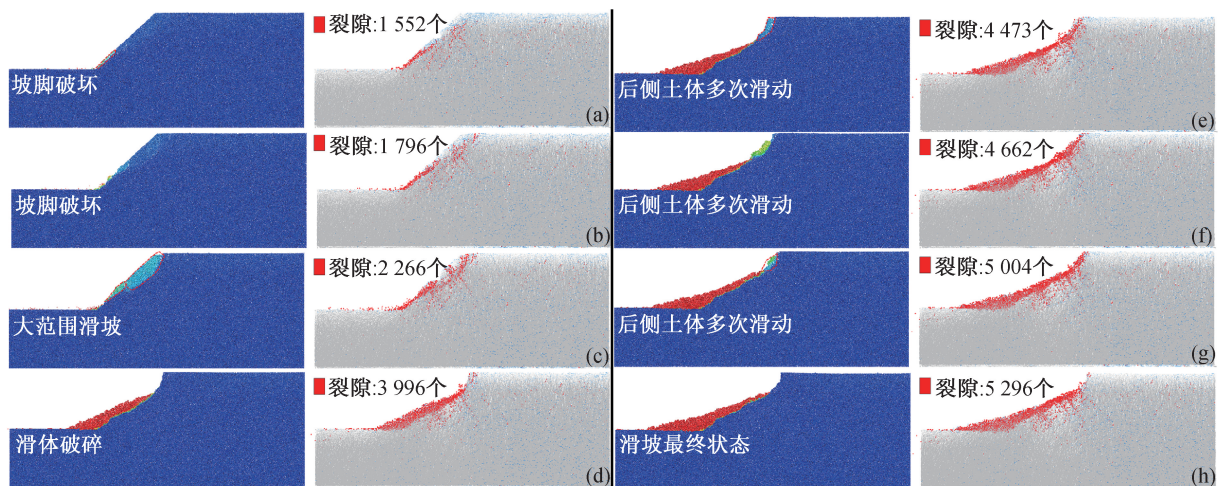 裂隙:1 552个
坡脚破坏
(a)
裂隙:1 796个
坡脚破坏
(b)
裂隙:2 266个
大范围滑坡
(c)
裂隙:3 996个
滑体破碎
(d)
裂隙:4 473个
后侧土体多次滑动
(e)
裂隙:4 662个
后侧土体多次滑动
(f)
裂隙:5 004个
后侧土体多次滑动
(g)
裂隙:5 296个
滑坡最终状态
(h)